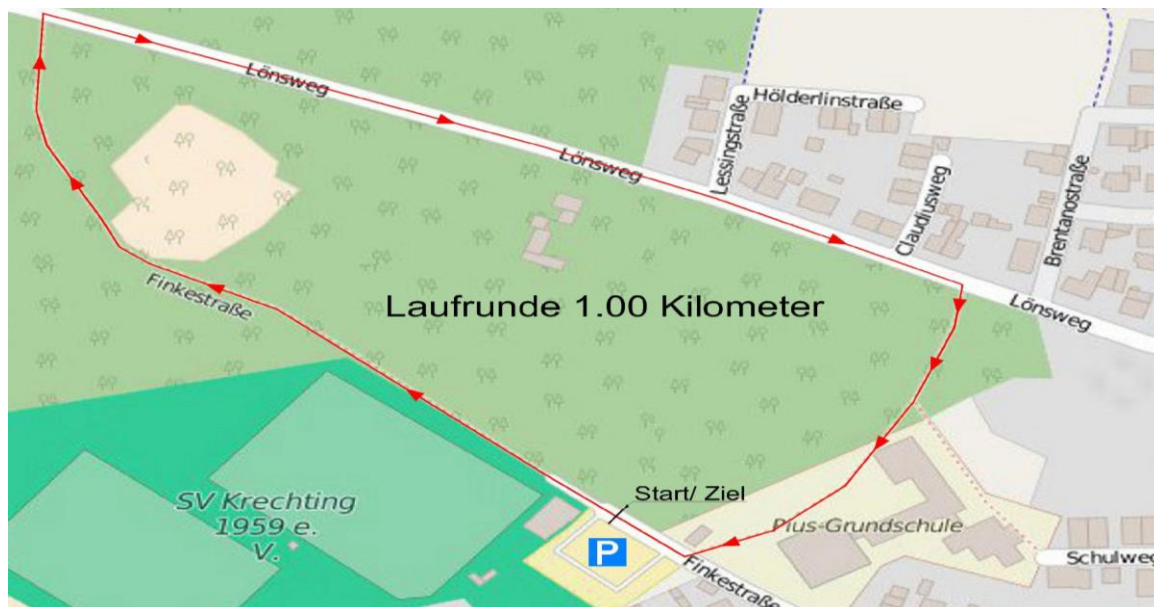 Lönsweg
Hölderlinstraße
Lessingstraße
Lönsweg
Claudiusweg
Brentanostraße
Finkestraße
Laufrunde 1.00 Kilometer
Lönsweg
SV Krechting
1959 e.
V.
Start/ Ziel
P
Pius-Grundschule
Finkestraße
Schulweg